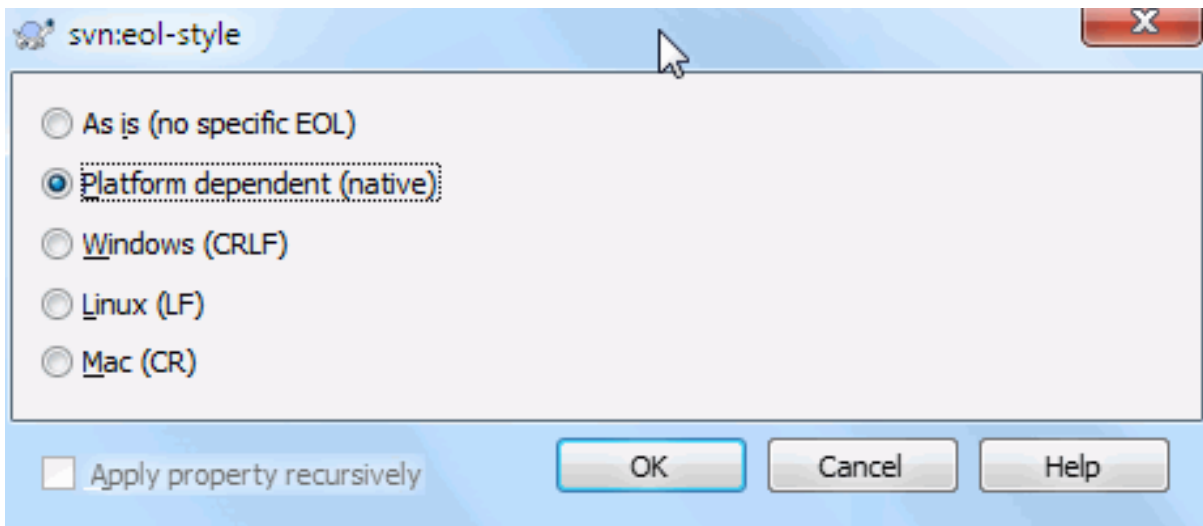 svn:eol-style
As is (no specific EOL)
Platform dependent (native)
Windows (CRLF)
Linux (LF)
Mac (CR)
Apply property recursively
OK
Cancel
Help